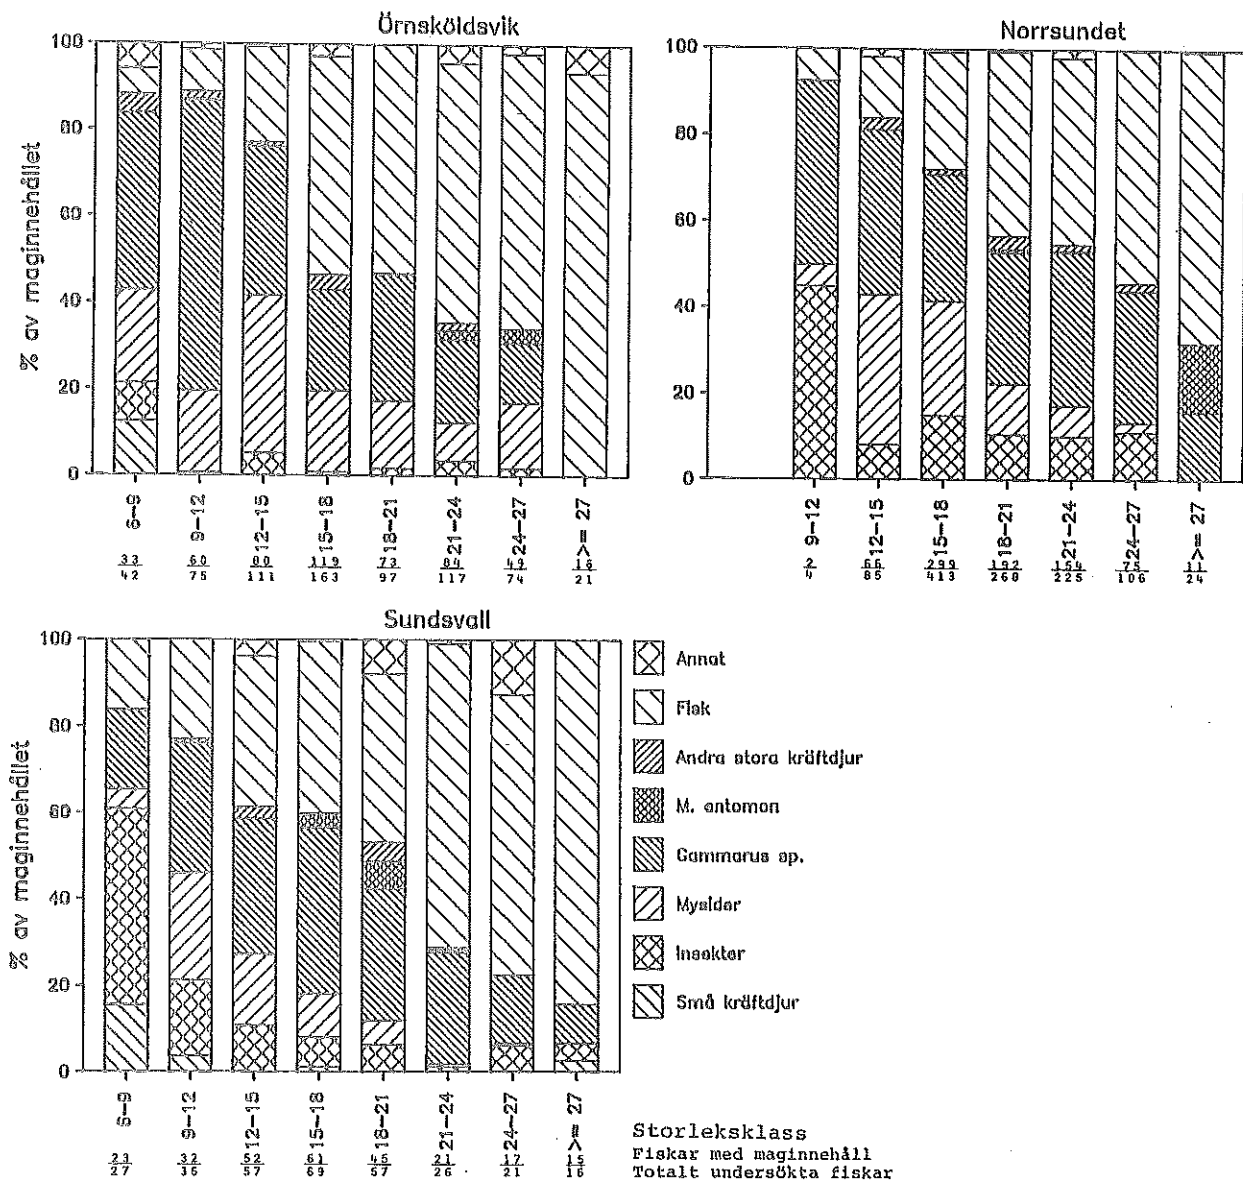 Örnsköldsvik
% av maginnehållet
100
80
60
40
20
0
6-9 9-12 12-15 15-18 18-21 21-24 24-27 >= 27
33 60 80 119 73 84 49 16
42 75 111 163 97 117 74 21
Norrsundet
100
80
60
40
20
0
9-12 12-15 15-18 18-21 21-24 24-27 >= 27
2 66 299 192 154 75 11
4 85 413 268 225 106 24
Sundsvall
% av maginnehållet
100
80
60
40
20
0
6-9 9-12 12-15 15-18 18-21 21-24 24-27 >= 27
23 32 52 61 45 21 17 15
27 36 57 69 57 26 21 16
Annat
Fisk
Andra stora kräftdjur
M. entomon
Gammarus sp.
Mysider
Insekter
Små kräftdjur
Storleksklass
Fiskar med maginnehåll
Totalt undersökta fiskar